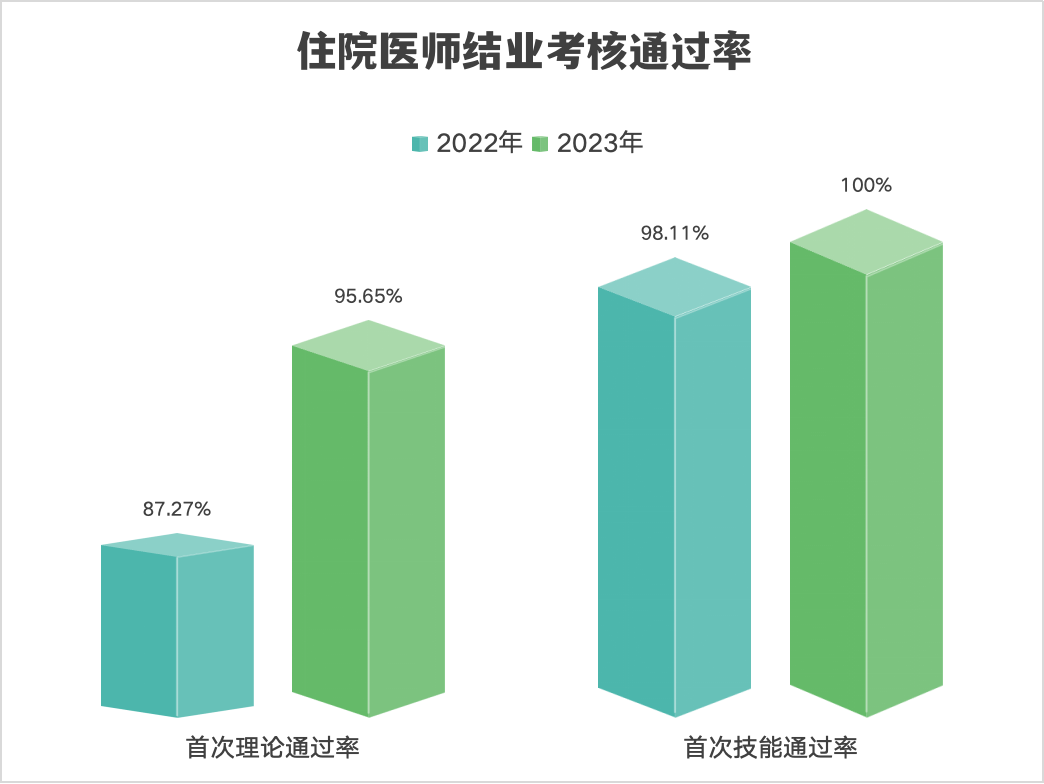 住院医师结业考核通过率
2022年 2023年
100%
98.11%
95.65%
87.27%
首次理论通过率 首次技能通过率